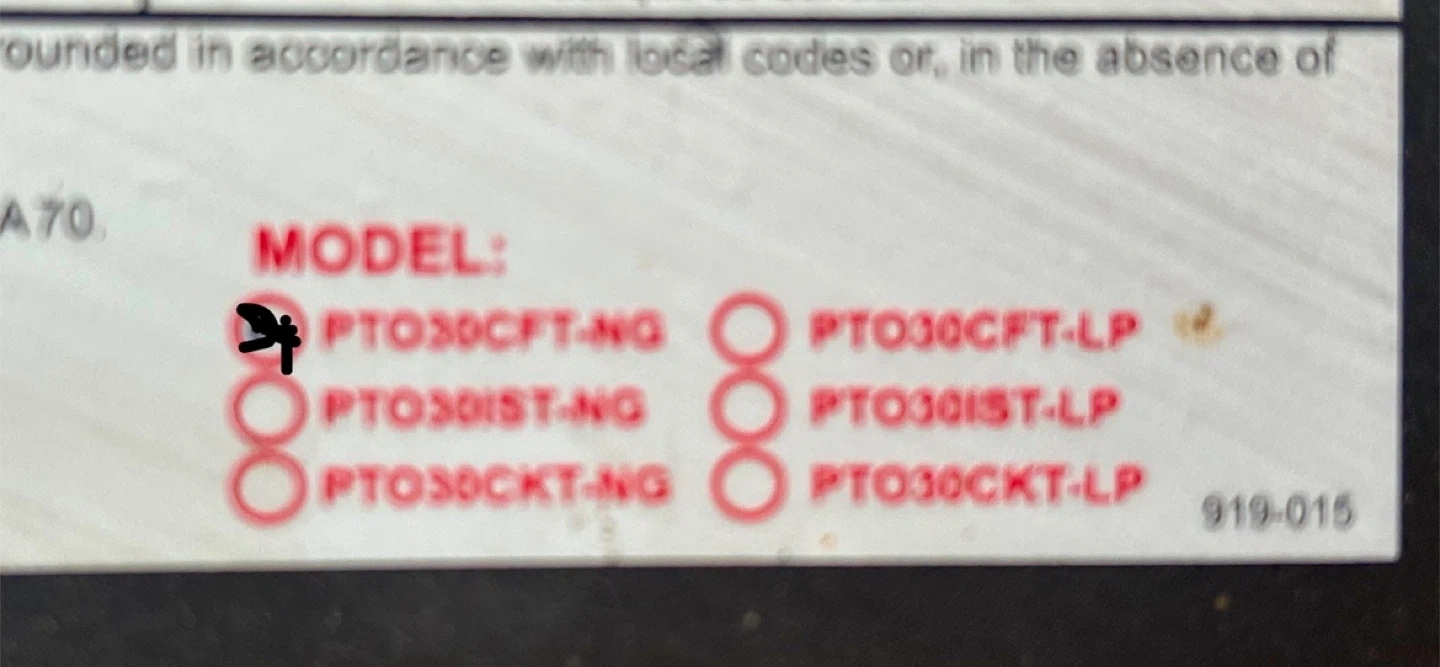 ounded in accordance with local codes or, in the absence of
A70.
MODEL:
PTO30CFT-NG PTO30CFT-LP
PTO30IST-NG PTO30IST-LP
PTO30CKT-NG PTO30CKT-LP
919-015